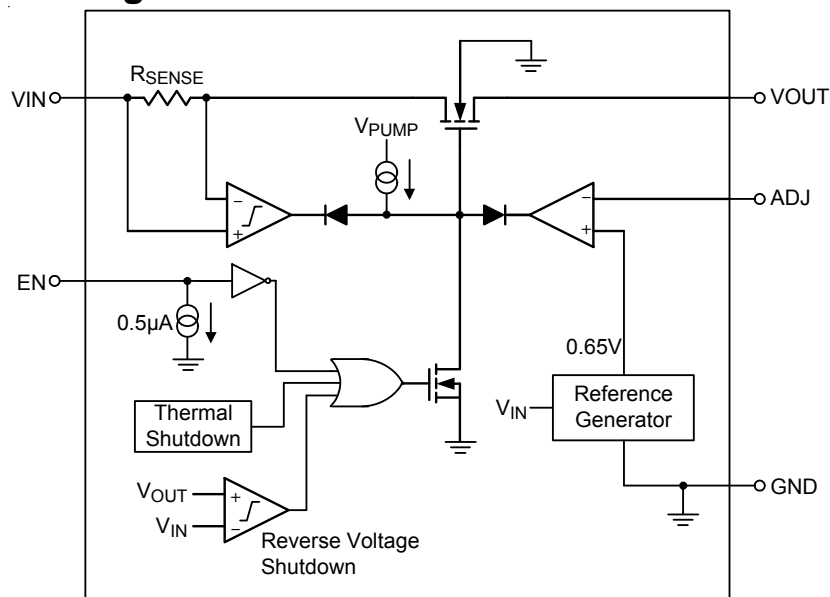 g
RSENSE
VIN
VOUT
VPUMP
ADJ
−
+
−
+
EN
0.5µA
0.65V
Thermal
Shutdown
VIN
Reference
Generator
VOUT
+
VIN
−
GND
Reverse Voltage
Shutdown